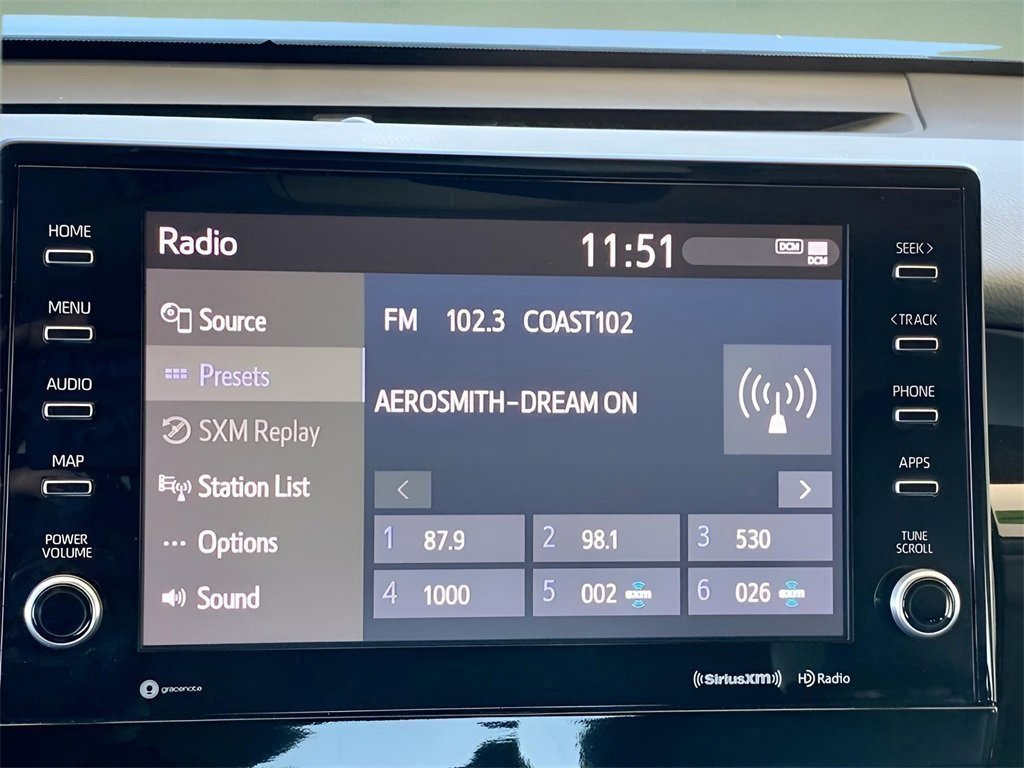 HOME
MENU
AUDIO
MAP
POWER
VOLUME
Radio
11:51
DCM
DCM
Source
Presets
SXM Replay
Station List
Options
Sound
FM 102.3 COAST102
AEROSMITH-DREAM ON
1 87.9
2 98.1
3 530
4 1000
5 002 sxm
6 026 sxm
SEEK>
<TRACK
PHONE
APPS
TUNE
SCROLL
gracenote
((SiriusXM))
HD Radio